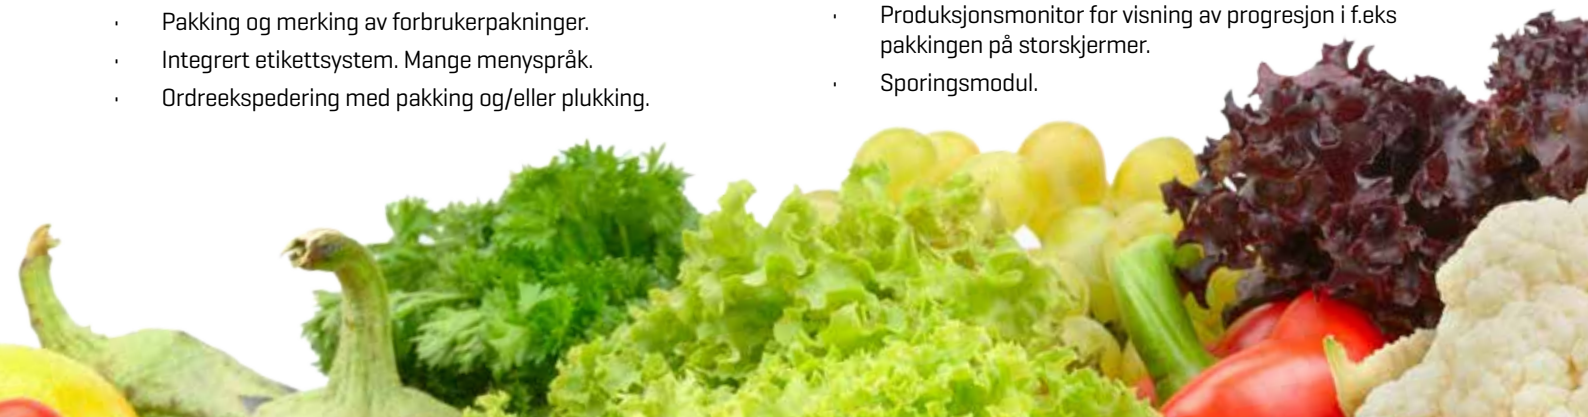 · Pakking og merking av forbrukerpakninger.
· Integrert etikettsystem. Mange menyspråk.
· Ordreekspedering med pakking og/eller plukking.
· Produksjonsmonitor for visning av progresjon i f.eks
pakkingen på storskjermer.
· Sporingsmodul.